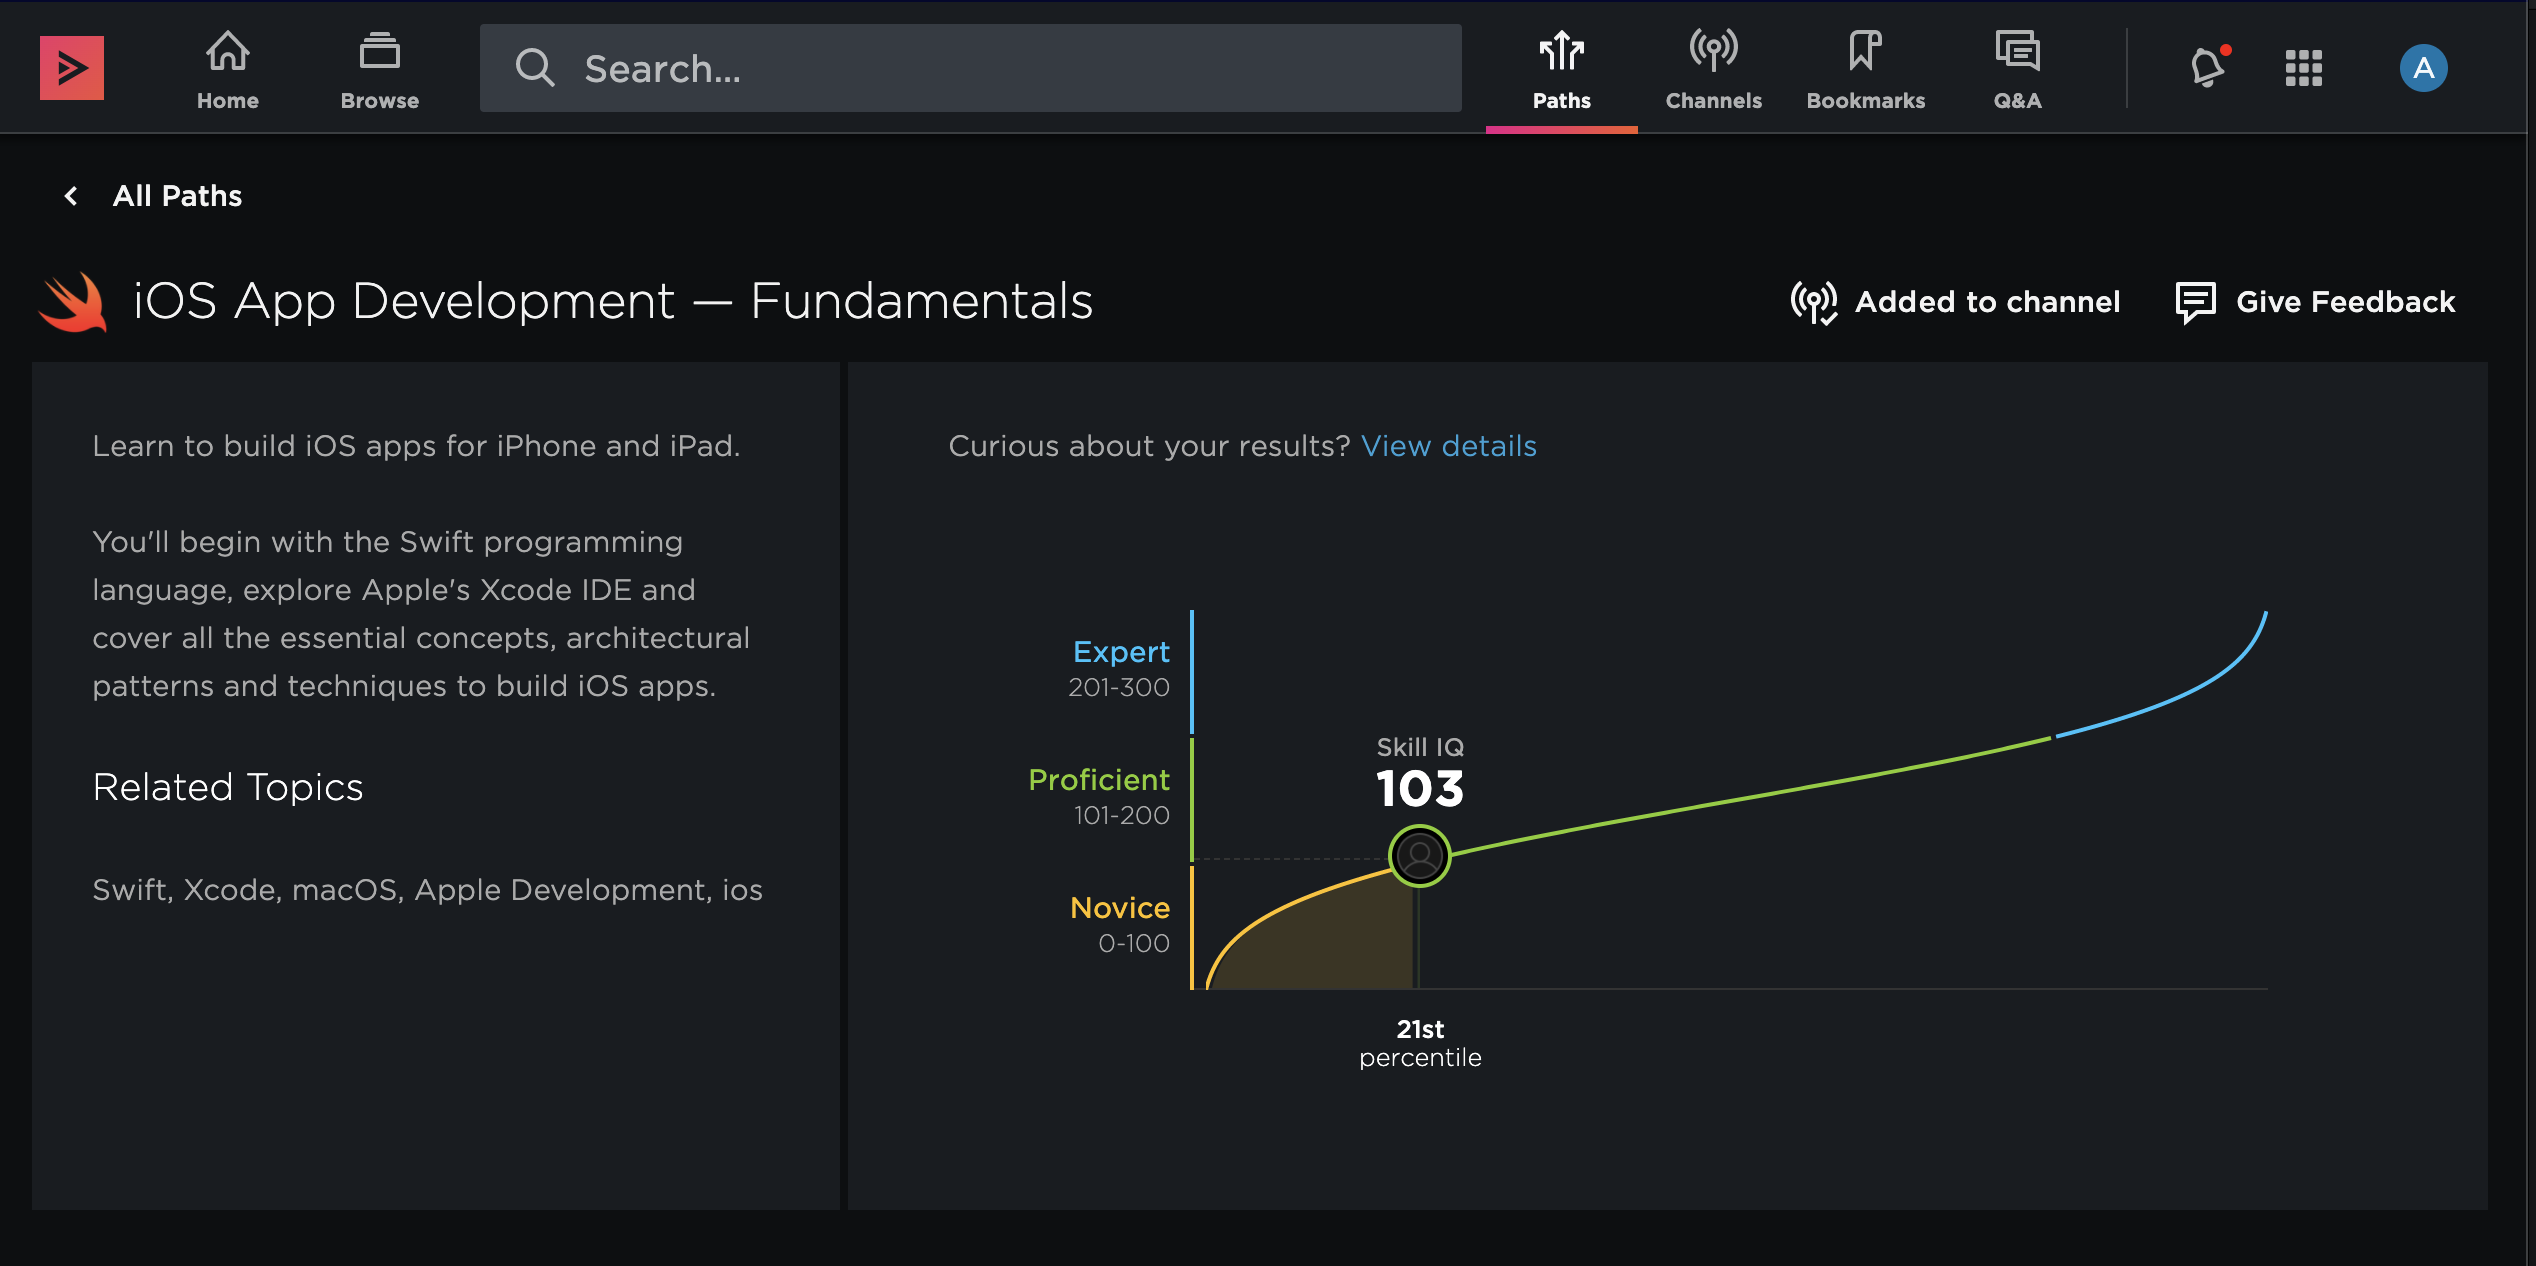 Home
Browse
Search...
Paths
Channels
Bookmarks
Q&A
A
All Paths
iOS App Development — Fundamentals
Added to channel
Give Feedback
Learn to build iOS apps for iPhone and iPad.
You'll begin with the Swift programming
language, explore Apple's Xcode IDE and
cover all the essential concepts, architectural
patterns and techniques to build iOS apps.
Related Topics
Swift, Xcode, macOS, Apple Development, ios
Curious about your results? View details
Expert
201-300
Proficient
101-200
Novice
0-100
Skill IQ
103
21st
percentile